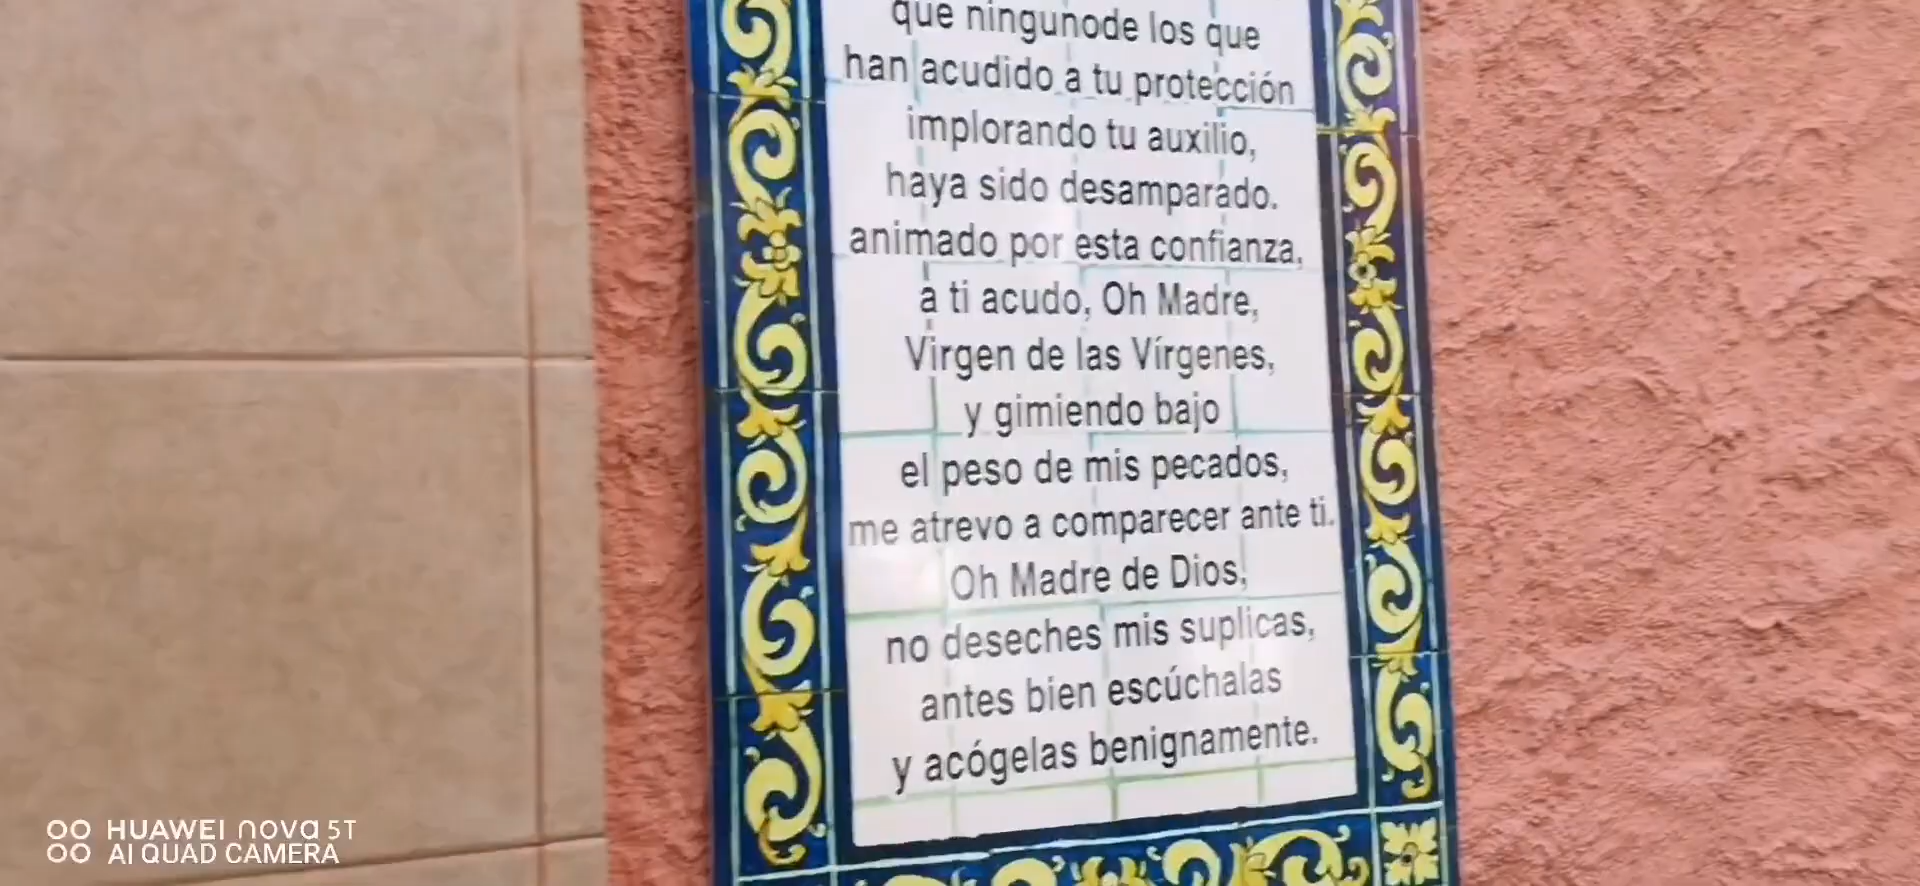 que ningunode los que
han acudido a tu protección
implorando tu auxilio,
haya sido desamparado.
animado por esta confianza,
a ti acudo, Oh Madre,
Virgen de las Vírgenes,
y gimiendo bajo
el peso de mis pecados,
me atrevo a comparecer ante ti.
Oh Madre de Dios,
no deseches mis suplicas,
antes bien escúchalas
y acógelas benignamente.
HUAWEI nova 5T
AI QUAD CAMERA